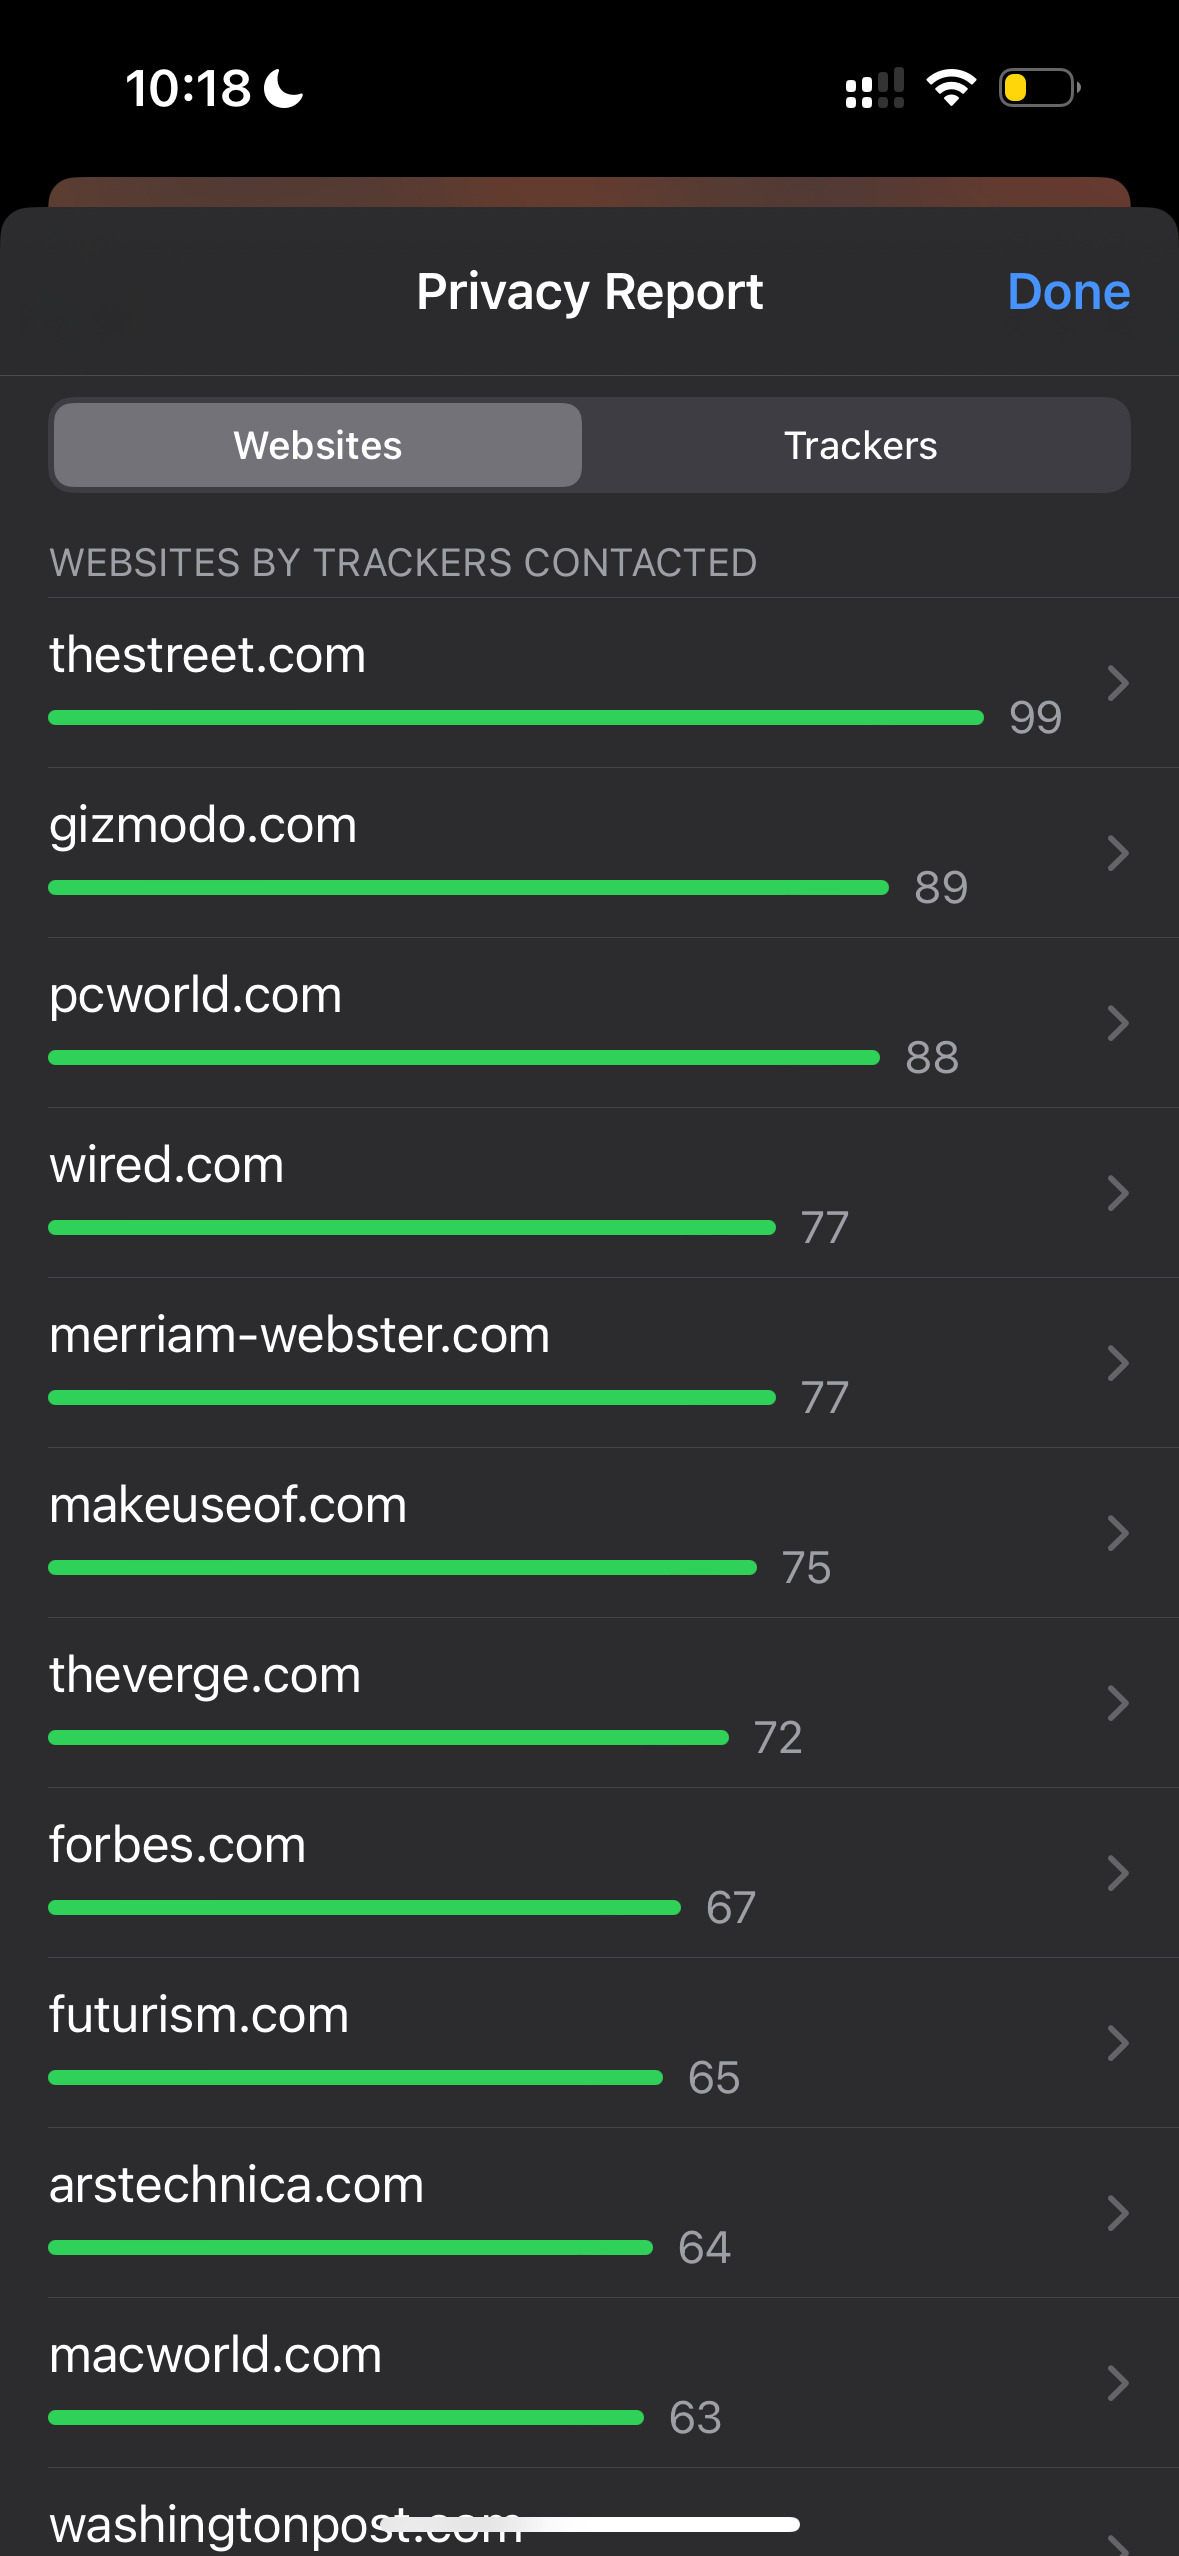 10:18
Privacy Report
Done
Websites
Trackers
WEBSITES BY TRACKERS CONTACTED
thestreet.com
99
gizmodo.com
89
pcworld.com
88
wired.com
77
merriam-webster.com
77
makeuseof.com
75
theverge.com
72
forbes.com
67
futurism.com
65
arstechnica.com
64
macworld.com
63
washingtonpost.com